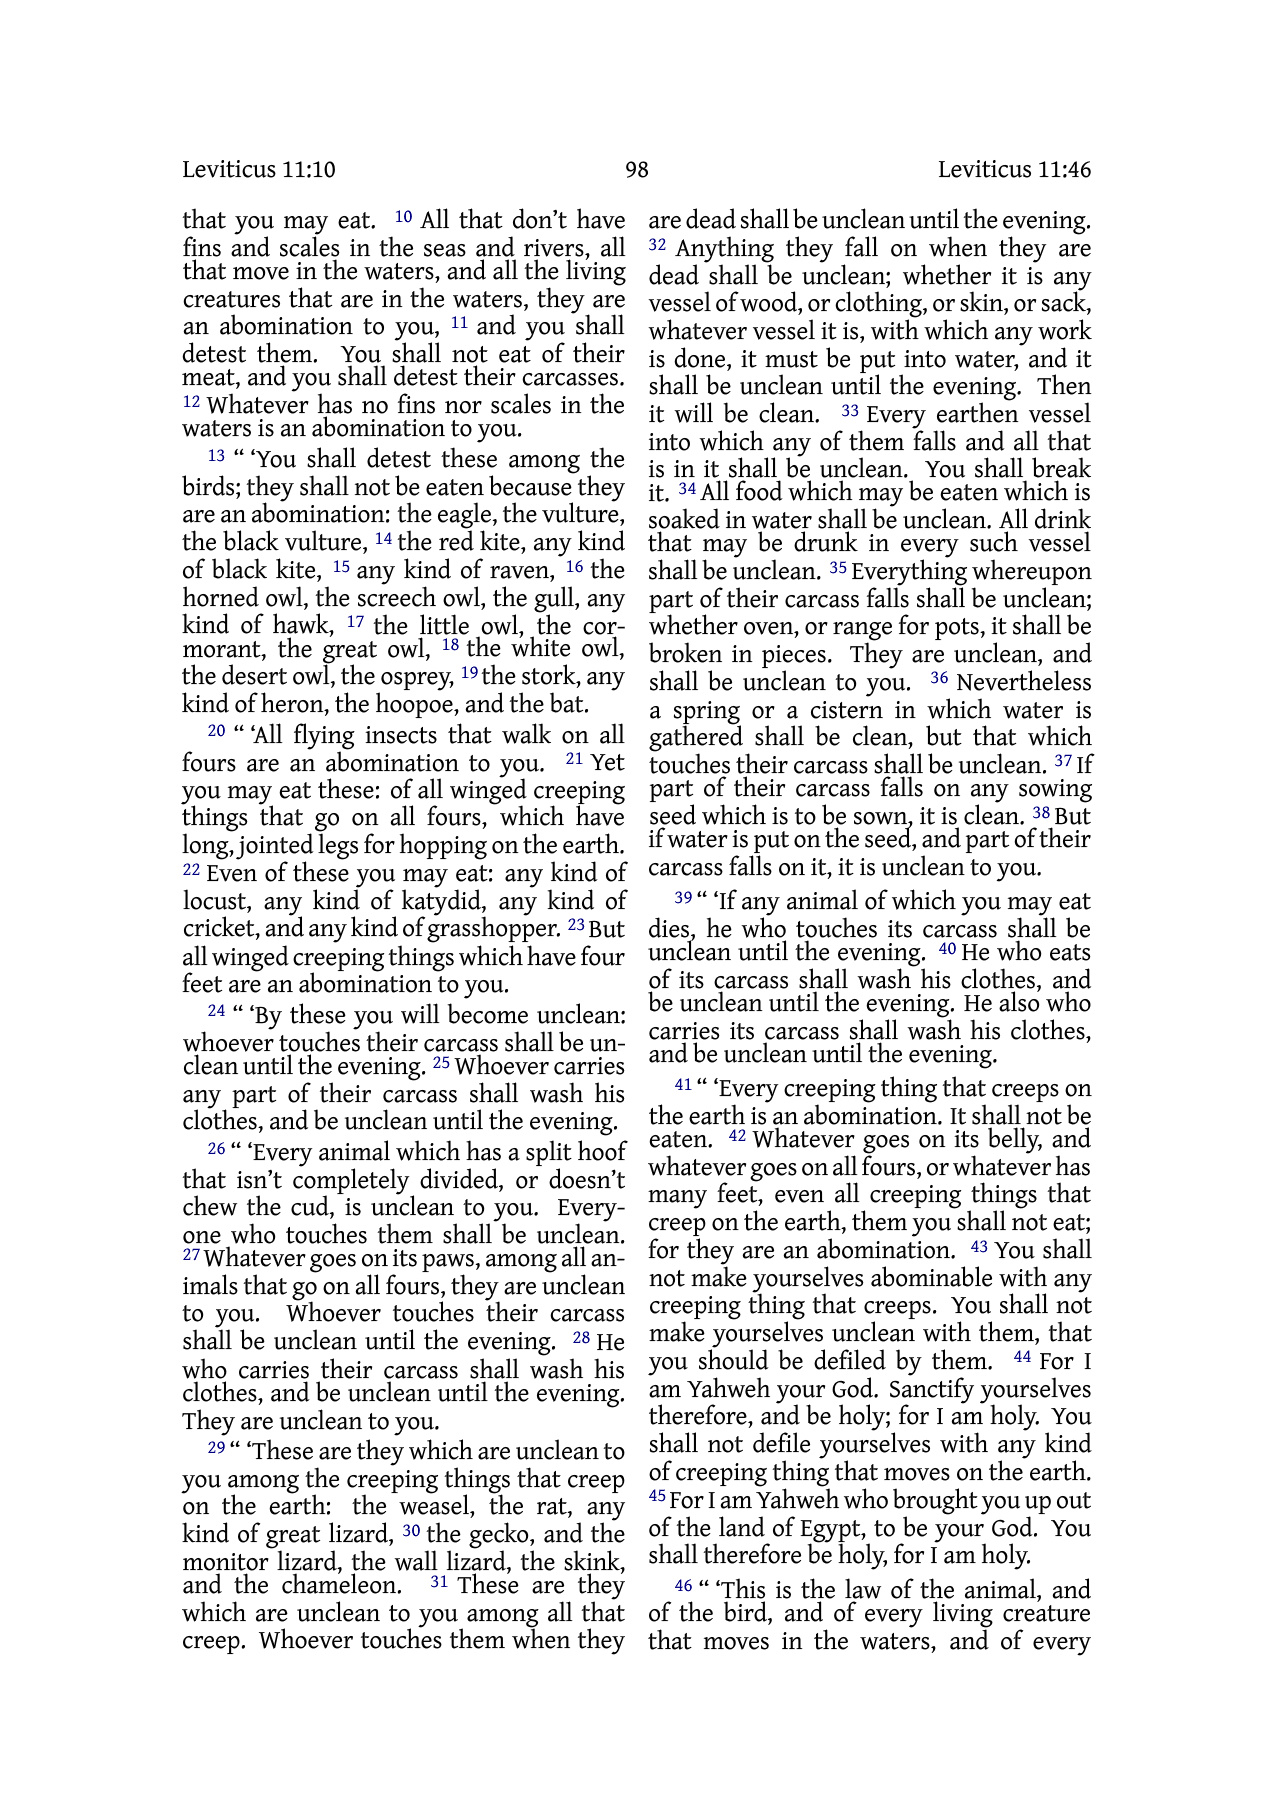 Leviticus 11:10
98
Leviticus 11:46
that you may eat. 10 All that don’t have
fins and scales in the seas and rivers, all
that move in the waters, and all the living
creatures that are in the waters, they are
an abomination to you, 11 and you shall
detest them. You shall not eat of their
meat, and you shall detest their carcasses.
12 Whatever has no fins nor scales in the
waters is an abomination to you.
13 “ ‘You shall detest these among the
birds; they shall not be eaten because they
are an abomination: the eagle, the vulture,
the black vulture, 14 the red kite, any kind
of black kite, 15 any kind of raven, 16 the
horned owl, the screech owl, the gull, any
kind of hawk, 17 the little owl, the cor-
morant, the great owl, 18 the white owl,
the desert owl, the osprey, 19 the stork, any
kind of heron, the hoopoe, and the bat.
20 “ ‘All flying insects that walk on all
fours are an abomination to you. 21 Yet
you may eat these: of all winged creeping
things that go on all fours, which have
long, jointed legs for hopping on the earth.
22 Even of these you may eat: any kind of
locust, any kind of katydid, any kind of
cricket, and any kind of grasshopper. 23 But
all winged creeping things which have four
feet are an abomination to you.
24 “ ‘By these you will become unclean:
whoever touches their carcass shall be un-
clean until the evening. 25 Whoever carries
any part of their carcass shall wash his
clothes, and be unclean until the evening.
26 “ ‘Every animal which has a split hoof
that isn’t completely divided, or doesn’t
chew the cud, is unclean to you. Every-
one who touches them shall be unclean.
27 Whatever goes on its paws, among all an-
imals that go on all fours, they are unclean
to you. Whoever touches their carcass
shall be unclean until the evening. 28 He
who carries their carcass shall wash his
clothes, and be unclean until the evening.
They are unclean to you.
29 “ ‘These are they which are unclean to
you among the creeping things that creep
on the earth: the weasel, the rat, any
kind of great lizard, 30 the gecko, and the
monitor lizard, the wall lizard, the skink,
and the chameleon. 31 These are they
which are unclean to you among all that
creep. Whoever touches them when they
are dead shall be unclean until the evening.
32 Anything they fall on when they are
dead shall be unclean; whether it is any
vessel of wood, or clothing, or skin, or sack,
whatever vessel it is, with which any work
is done, it must be put into water, and it
shall be unclean until the evening. Then
it will be clean. 33 Every earthen vessel
into which any of them falls and all that
is in it shall be unclean. You shall break
it. 34 All food which may be eaten which is
soaked in water shall be unclean. All drink
that may be drunk in every such vessel
shall be unclean. 35 Everything whereupon
part of their carcass falls shall be unclean;
whether oven, or range for pots, it shall be
broken in pieces. They are unclean, and
shall be unclean to you. 36 Nevertheless
a spring or a cistern in which water is
gathered shall be clean, but that which
touches their carcass shall be unclean. 37 If
part of their carcass falls on any sowing
seed which is to be sown, it is clean. 38 But
if water is put on the seed, and part of their
carcass falls on it, it is unclean to you.
39 “ ‘If any animal of which you may eat
dies, he who touches its carcass shall be
unclean until the evening. 40 He who eats
of its carcass shall wash his clothes, and
be unclean until the evening. He also who
carries its carcass shall wash his clothes,
and be unclean until the evening.
41 “ ‘Every creeping thing that creeps on
the earth is an abomination. It shall not be
eaten. 42 Whatever goes on its belly, and
whatever goes on all fours, or whatever has
many feet, even all creeping things that
creep on the earth, them you shall not eat;
for they are an abomination. 43 You shall
not make yourselves abominable with any
creeping thing that creeps. You shall not
make yourselves unclean with them, that
you should be defiled by them. 44 For I
am Yahweh your God. Sanctify yourselves
therefore, and be holy; for I am holy. You
shall not defile yourselves with any kind
of creeping thing that moves on the earth.
45 For I am Yahweh who brought you up out
of the land of Egypt, to be your God. You
shall therefore be holy, for I am holy.
46 “ ‘This is the law of the animal, and
of the bird, and of every living creature
that moves in the waters, and of every